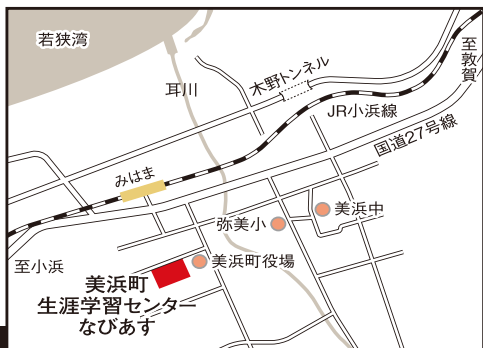 若狭湾
至敦賀
木野トンネル
耳川
JR小浜線
国道27号線
みはま
美浜中
弥美小
至小浜
美浜町役場
美浜町
生涯学習センター
なびあす